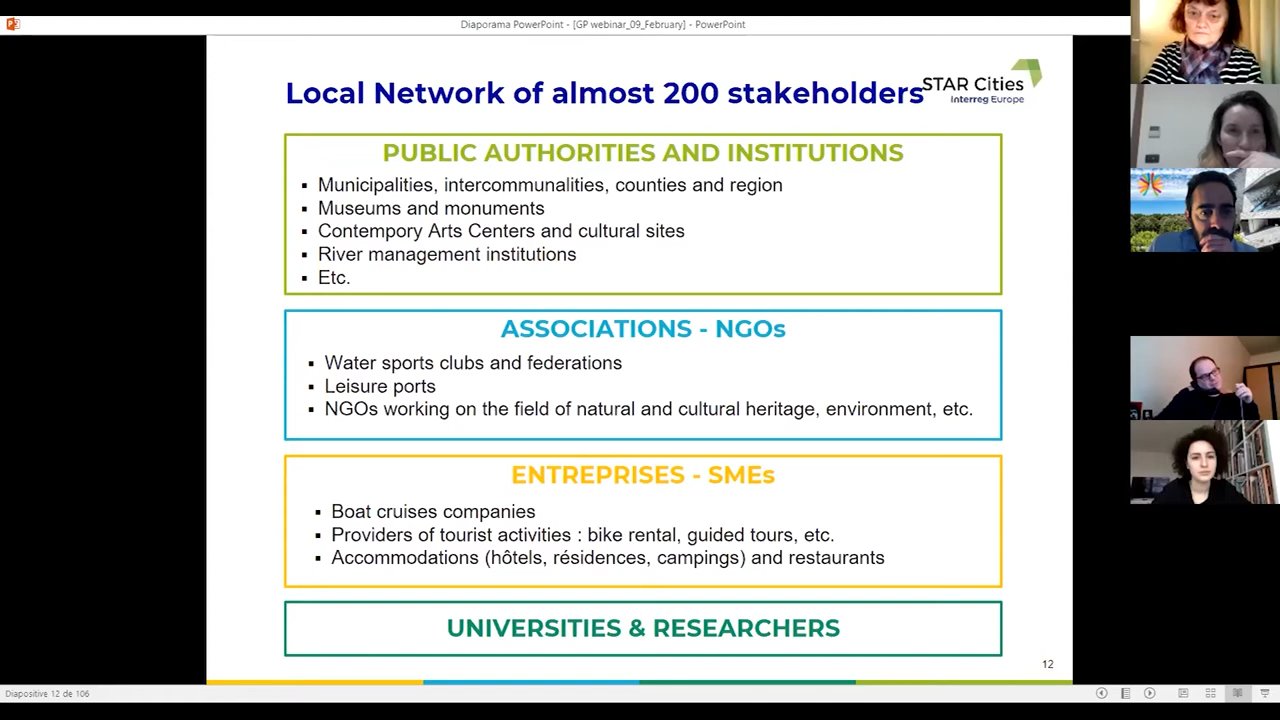 Diaporama PowerPoint - [GP webinar_09_February] - PowerPoint
Local Network of almost 200 stakeholders
STAR Cities
Interreg Europe
PUBLIC AUTHORITIES AND INSTITUTIONS
▪ Municipalities, intercommunalities, counties and region
▪ Museums and monuments
▪ Contempory Arts Centers and cultural sites
▪ River management institutions
▪ Etc.
ASSOCIATIONS - NGOs
▪ Water sports clubs and federations
▪ Leisure ports
▪ NGOs working on the field of natural and cultural heritage, environment, etc.
ENTREPRISES - SMEs
▪ Boat cruises companies
▪ Providers of tourist activities : bike rental, guided tours, etc.
▪ Accommodations (hôtels, résidences, campings) and restaurants
UNIVERSITIES & RESEARCHERS
12
Diapositive 12 de 106